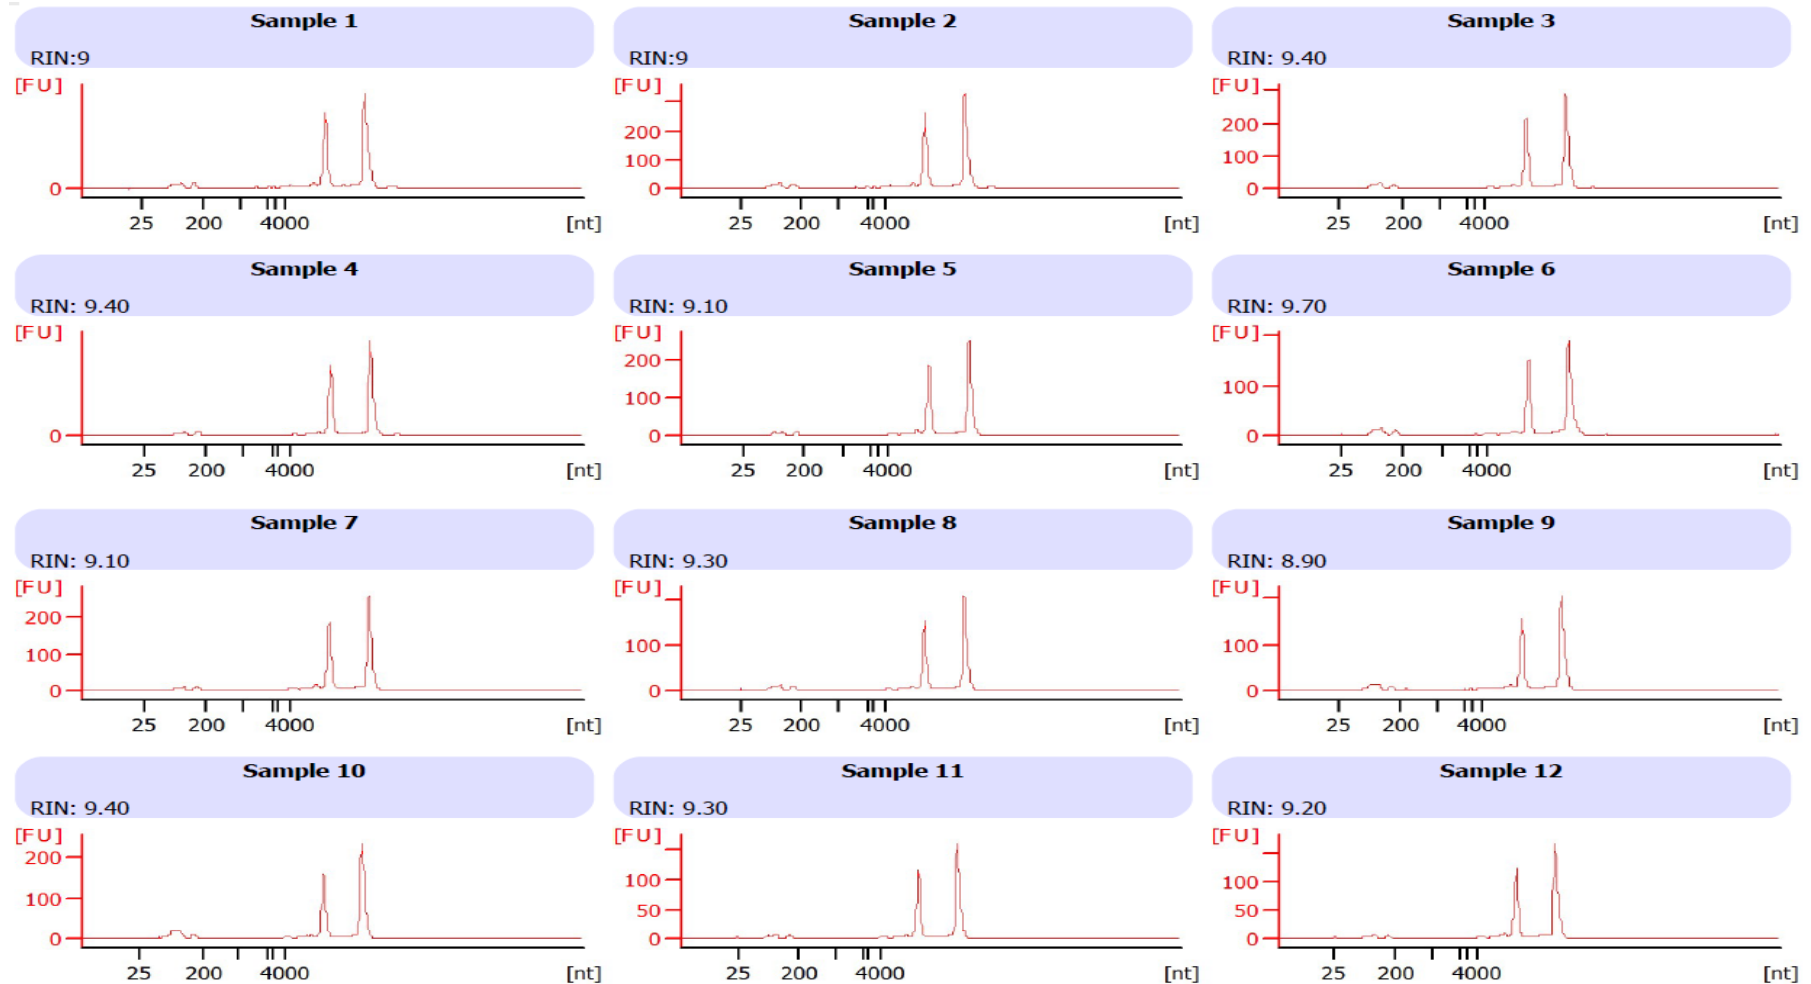 Sample 1
RIN:9
[FU]
0
25 200 4000 [nt]
Sample 2
RIN:9
[FU]
200
100
0
25 200 4000 [nt]
Sample 3
RIN: 9.40
[FU]
200
100
0
25 200 4000 [nt]
Sample 4
RIN: 9.40
[FU]
0
25 200 4000 [nt]
Sample 5
RIN: 9.10
[FU]
200
100
0
25 200 4000 [nt]
Sample 6
RIN: 9.70
[FU]
100
0
25 200 4000 [nt]
Sample 7
RIN: 9.10
[FU]
200
100
0
25 200 4000 [nt]
Sample 8
RIN: 9.30
[FU]
100
0
25 200 4000 [nt]
Sample 9
RIN: 8.90
[FU]
100
0
25 200 4000 [nt]
Sample 10
RIN: 9.40
[FU]
200
100
0
25 200 4000 [nt]
Sample 11
RIN: 9.30
[FU]
100
50
0
25 200 4000 [nt]
Sample 12
RIN: 9.20
[FU]
100
50
0
25 200 4000 [nt]